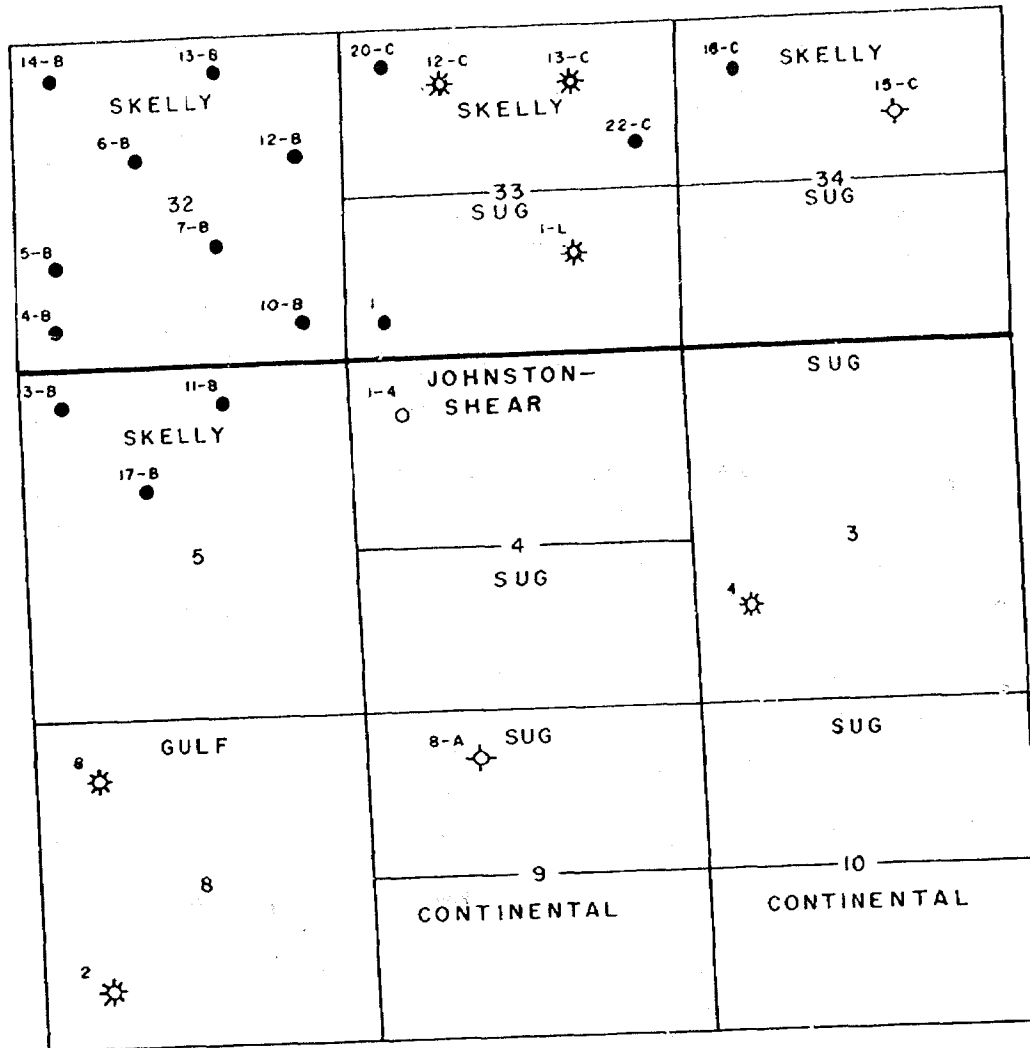 14-B
13-B
SKELLY
6-B
12-B
32
7-B
5-B
4-B
10-B
20-C
12-C
13-C
SKELLY
22-C
33
SUG
1-L
1
16-C
SKELLY
15-C
34
SUG
3-B
11-B
SKELLY
17-B
5
JOHNSTON-
1-4
SHEAR
4
SUG
SUG
3
4
GULF
8
8
2
8-A
SUG
9
CONTINENTAL
SUG
10
CONTINENTAL